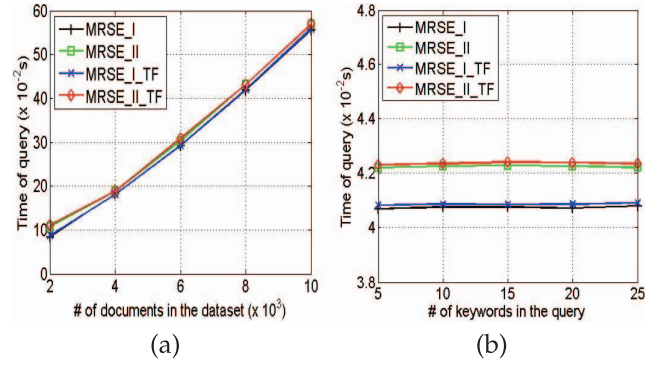 60
50
40
30
20
10
0
Time of query (x 10⁻²s)
MRSE_I
MRSE_II
MRSE_I_TF
MRSE_II_TF
2 4 6 8 10
# of documents in the dataset (x 10³)
(a)
4.8
4.6
4.4
4.2
4
3.8
Time of query (x 10⁻²s)
MRSE_I
MRSE_II
MRSE_I_TF
MRSE_II_TF
5 10 15 20 25
# of keywords in the query
(b)